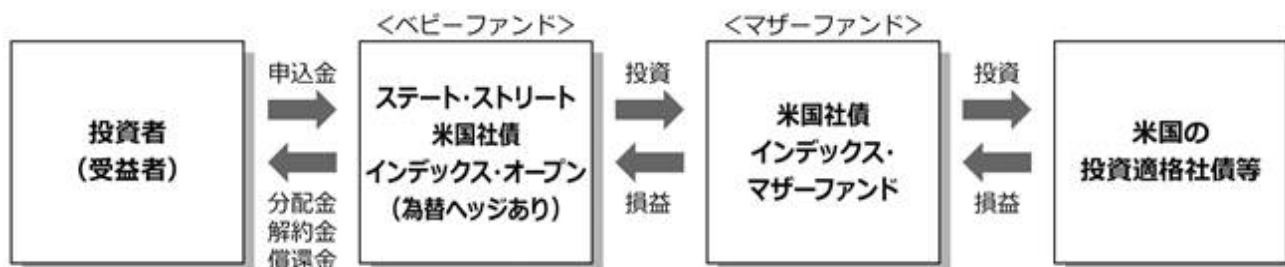 <ベビーファンド>
<マザーファンド>
投資者
(受益者)
申込金
分配金
解約金
償還金
ステート・ストリート
米国社債
インデックス・オープン
(為替ヘッジあり)
投資
損益
米国社債
インデックス・
マザーファンド
投資
損益
米国の
投資適格社債等